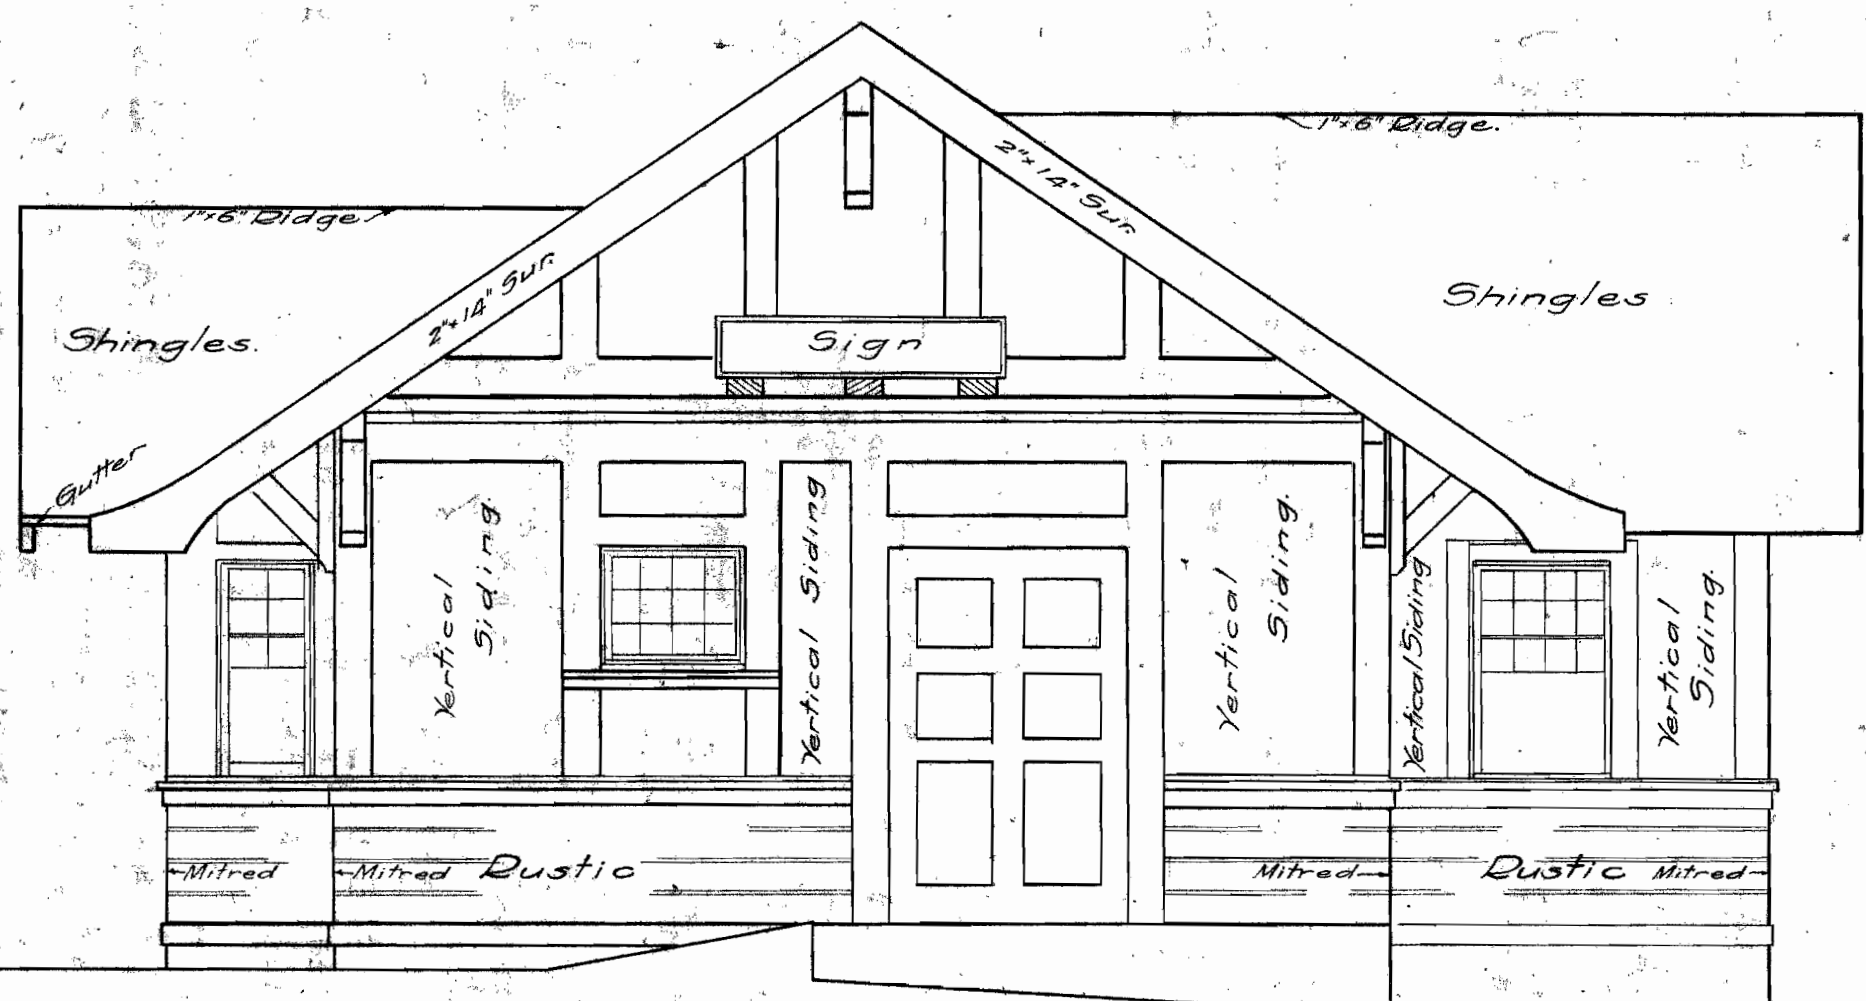 1"x6" Ridge.
1"x6" Ridge
2"x14" Sur.
2"x14" Sur.
Shingles
Shingles.
Sign
Gutter
Vertical
Siding.
Vertical Siding
Vertical
Siding.
Vertical Siding
Vertical
Siding.
Mitred
Mitred
Rustic
Mitred
Rustic
Mitred